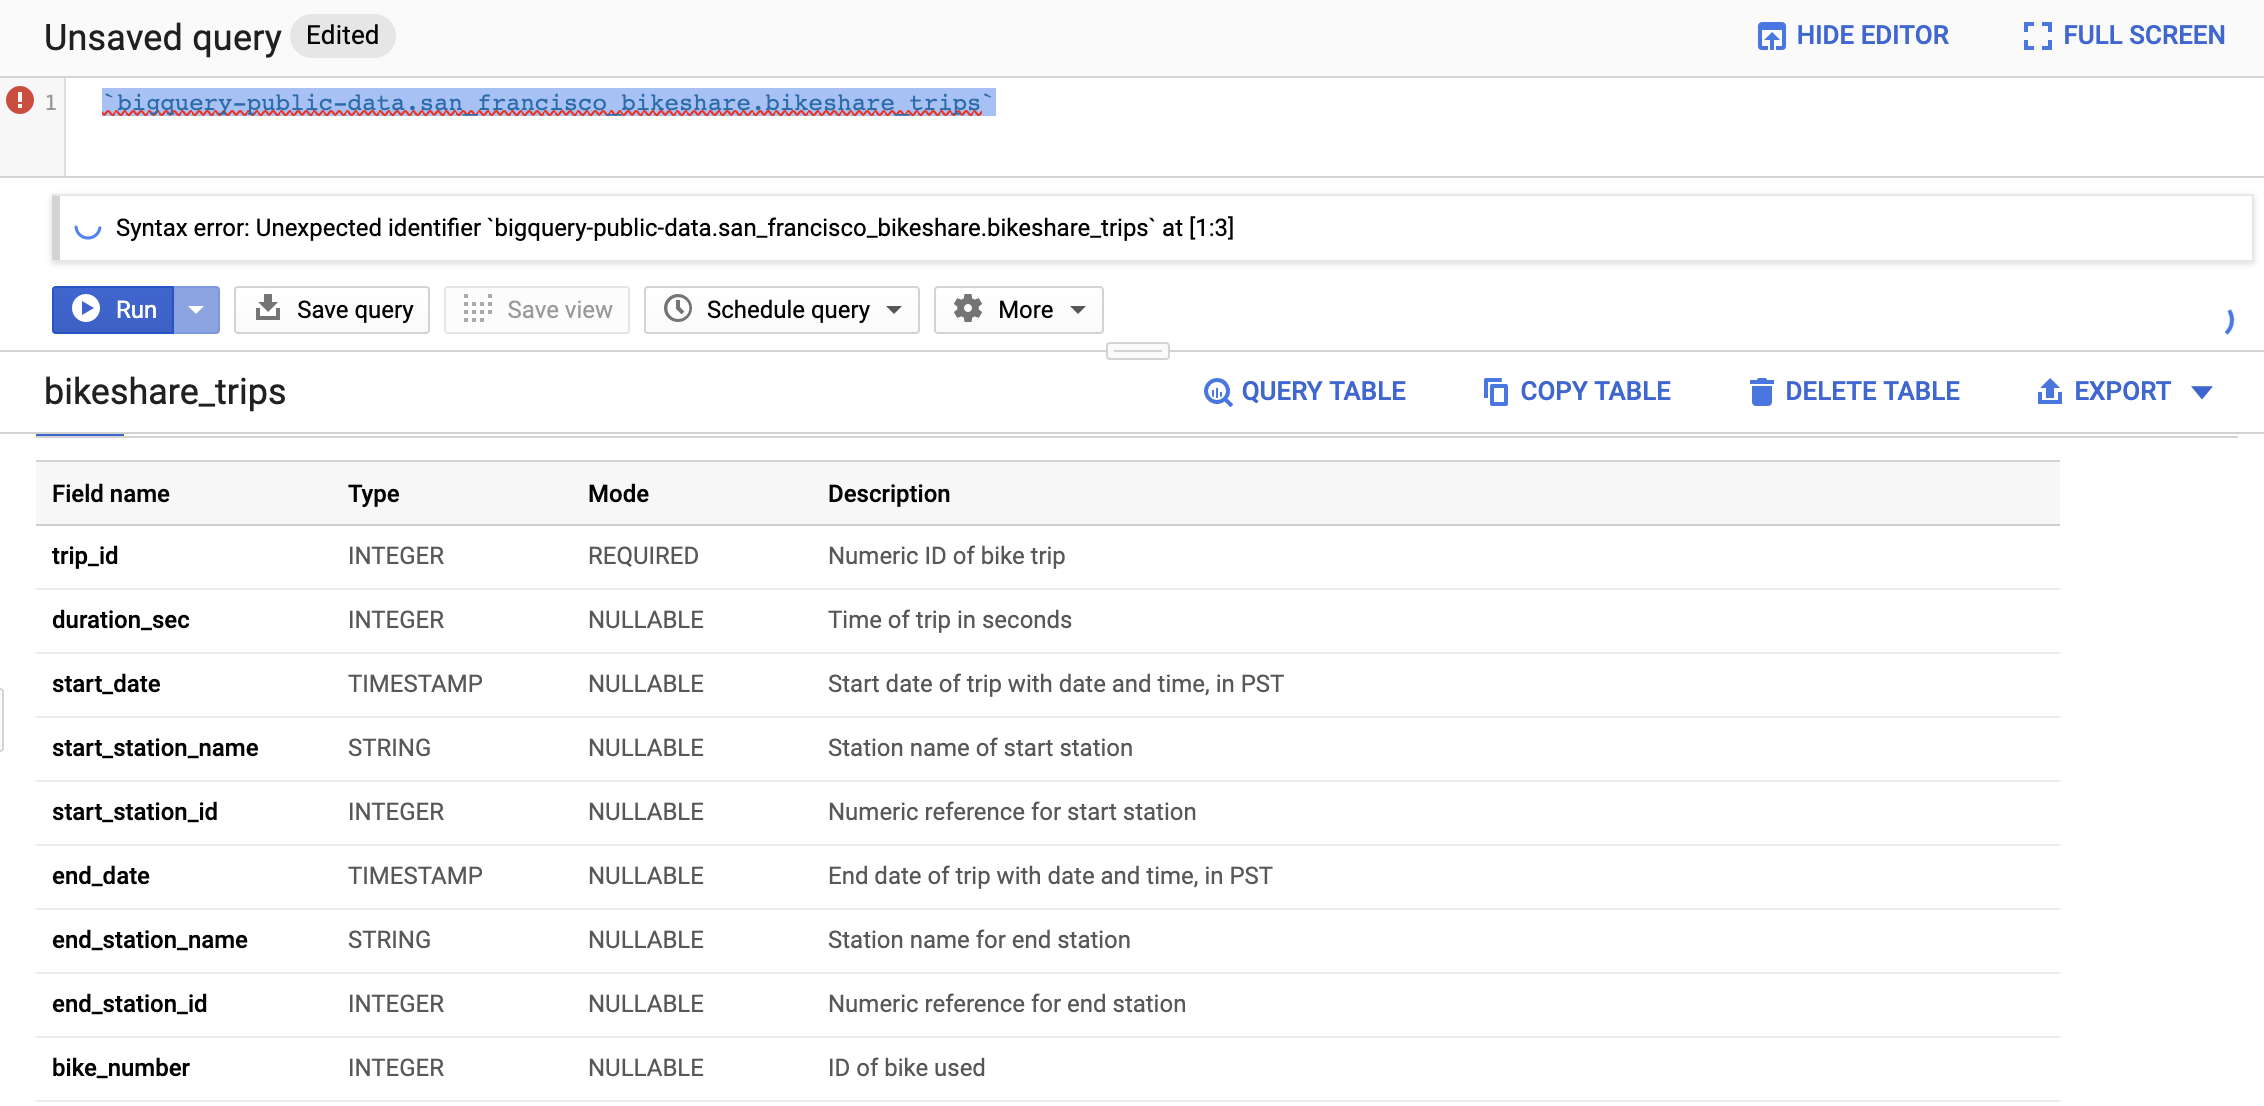 Unsaved query Edited HIDE EDITOR FULL SCREEN
1 `bigquery-public-data.san_francisco_bikeshare.bikeshare_trips`
Syntax error: Unexpected identifier `bigquery-public-data.san_francisco_bikeshare.bikeshare_trips` at [1:3]
Run Save query Save view Schedule query More
bikeshare_trips QUERY TABLE COPY TABLE DELETE TABLE EXPORT
Field name Type Mode Description
trip_id INTEGER REQUIRED Numeric ID of bike trip
duration_sec INTEGER NULLABLE Time of trip in seconds
start_date TIMESTAMP NULLABLE Start date of trip with date and time, in PST
start_station_name STRING NULLABLE Station name of start station
start_station_id INTEGER NULLABLE Numeric reference for start station
end_date TIMESTAMP NULLABLE End date of trip with date and time, in PST
end_station_name STRING NULLABLE Station name for end station
end_station_id INTEGER NULLABLE Numeric reference for end station
bike_number INTEGER NULLABLE ID of bike used